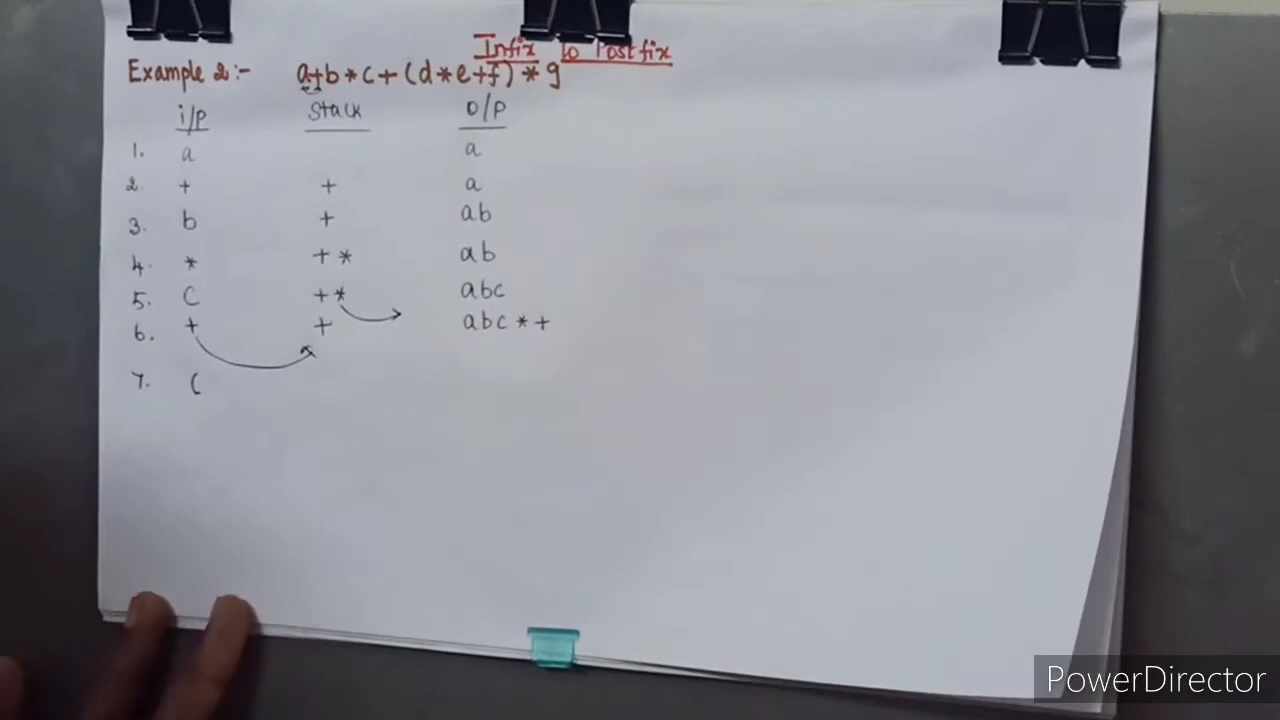 Infix To Postfix
Example 2:- a+b*c+(d*e+f)*g
i/p Stack o/p
1. a a
2. + + a
3. b + ab
4. * +* ab
5. C +* abc
6. + + abc*+
7. (
PowerDirector